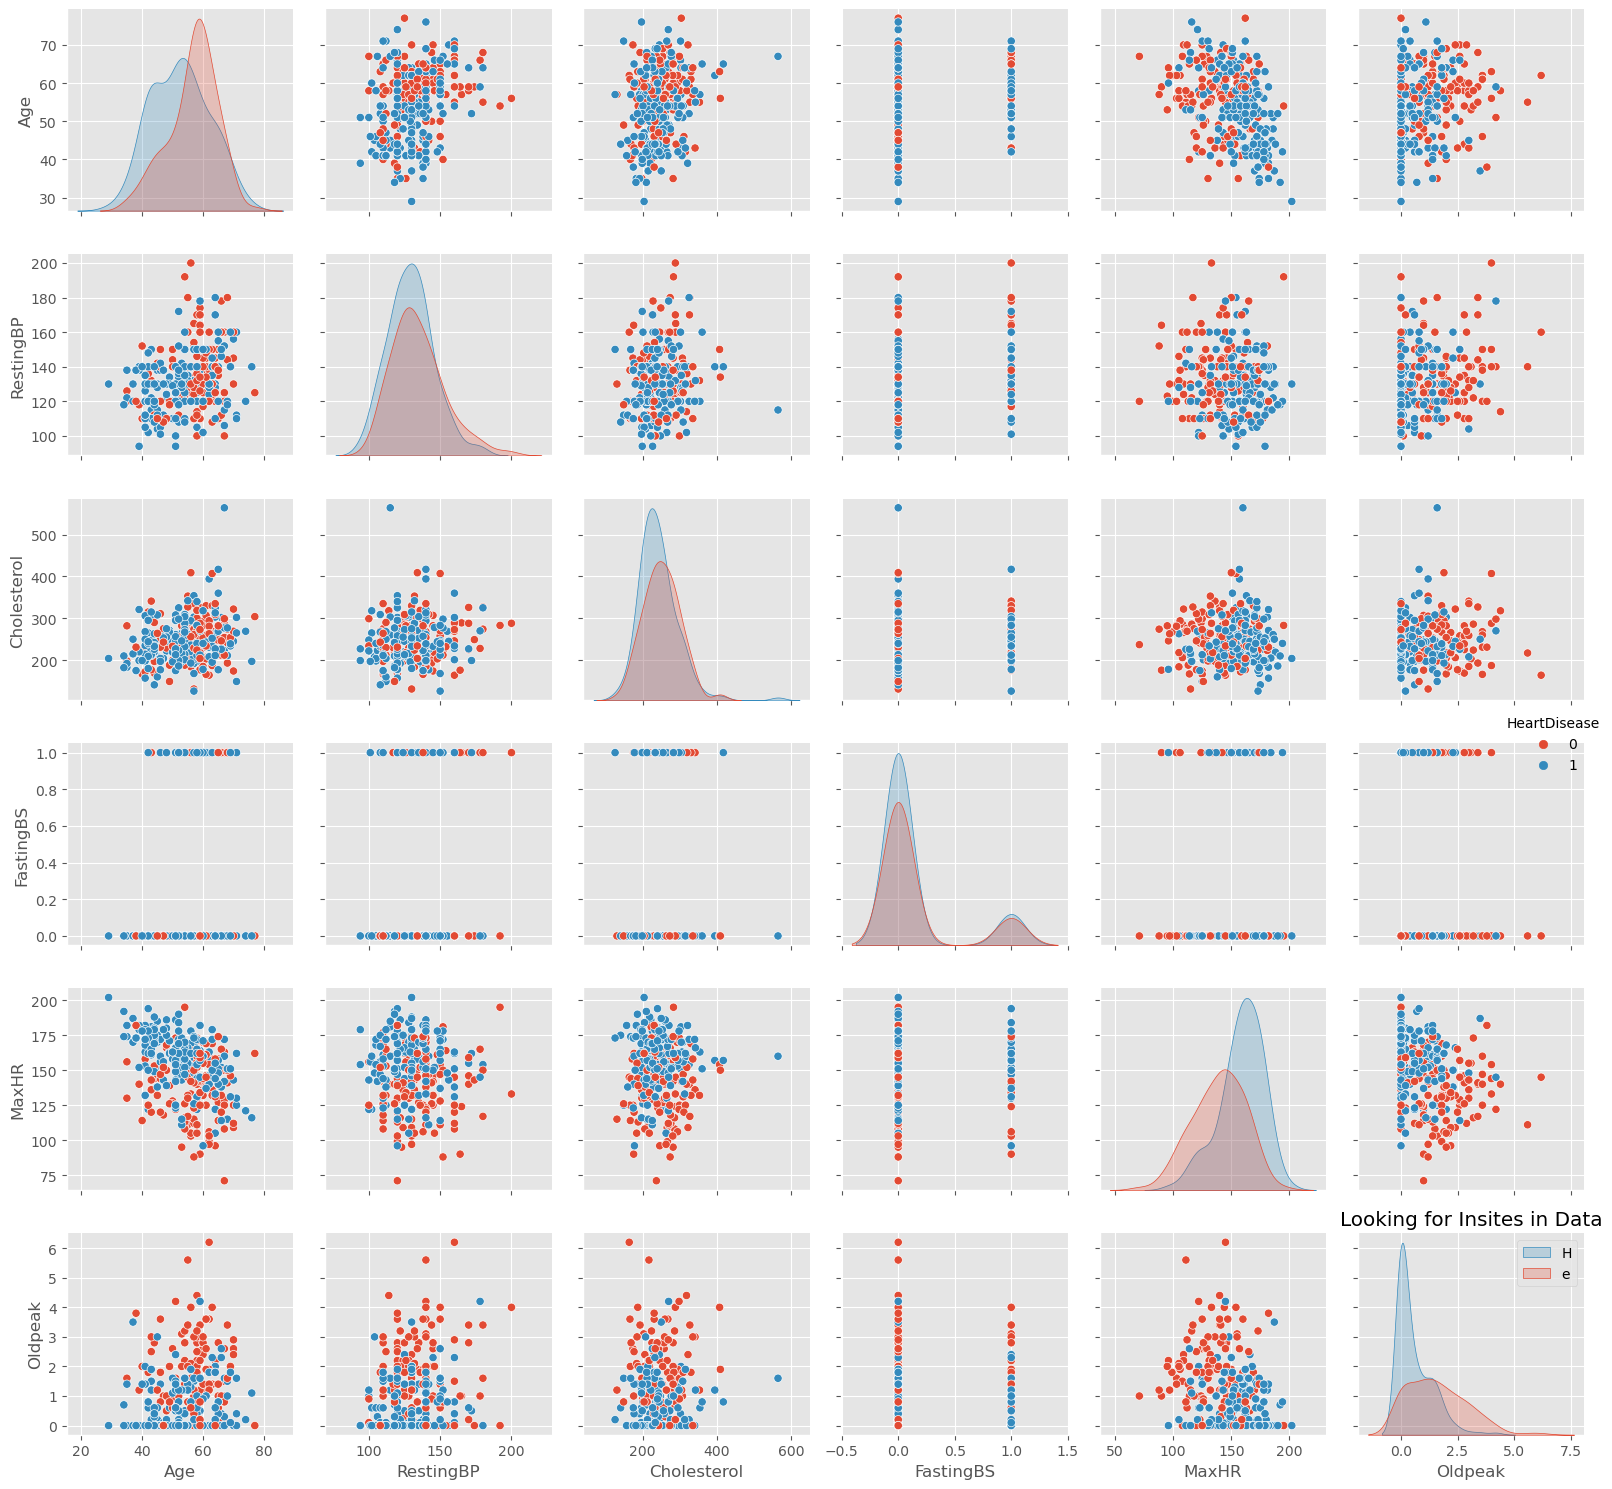 Age
70
60
50
40
30
RestingBP
200
180
160
140
120
100
Cholesterol
500
400
300
200
HeartDisease
0
1
FastingBS
1.0
0.8
0.6
0.4
0.2
0.0
MaxHR
200
175
150
125
100
75
Looking for Insites in Data
H
e
Oldpeak
6
5
4
3
2
1
0
20 40 60 80
100 150 200
200 400 600
−0.5 0.0 0.5 1.0 1.5
50 100 150 200
0.0 2.5 5.0 7.5
Age RestingBP Cholesterol FastingBS MaxHR Oldpeak